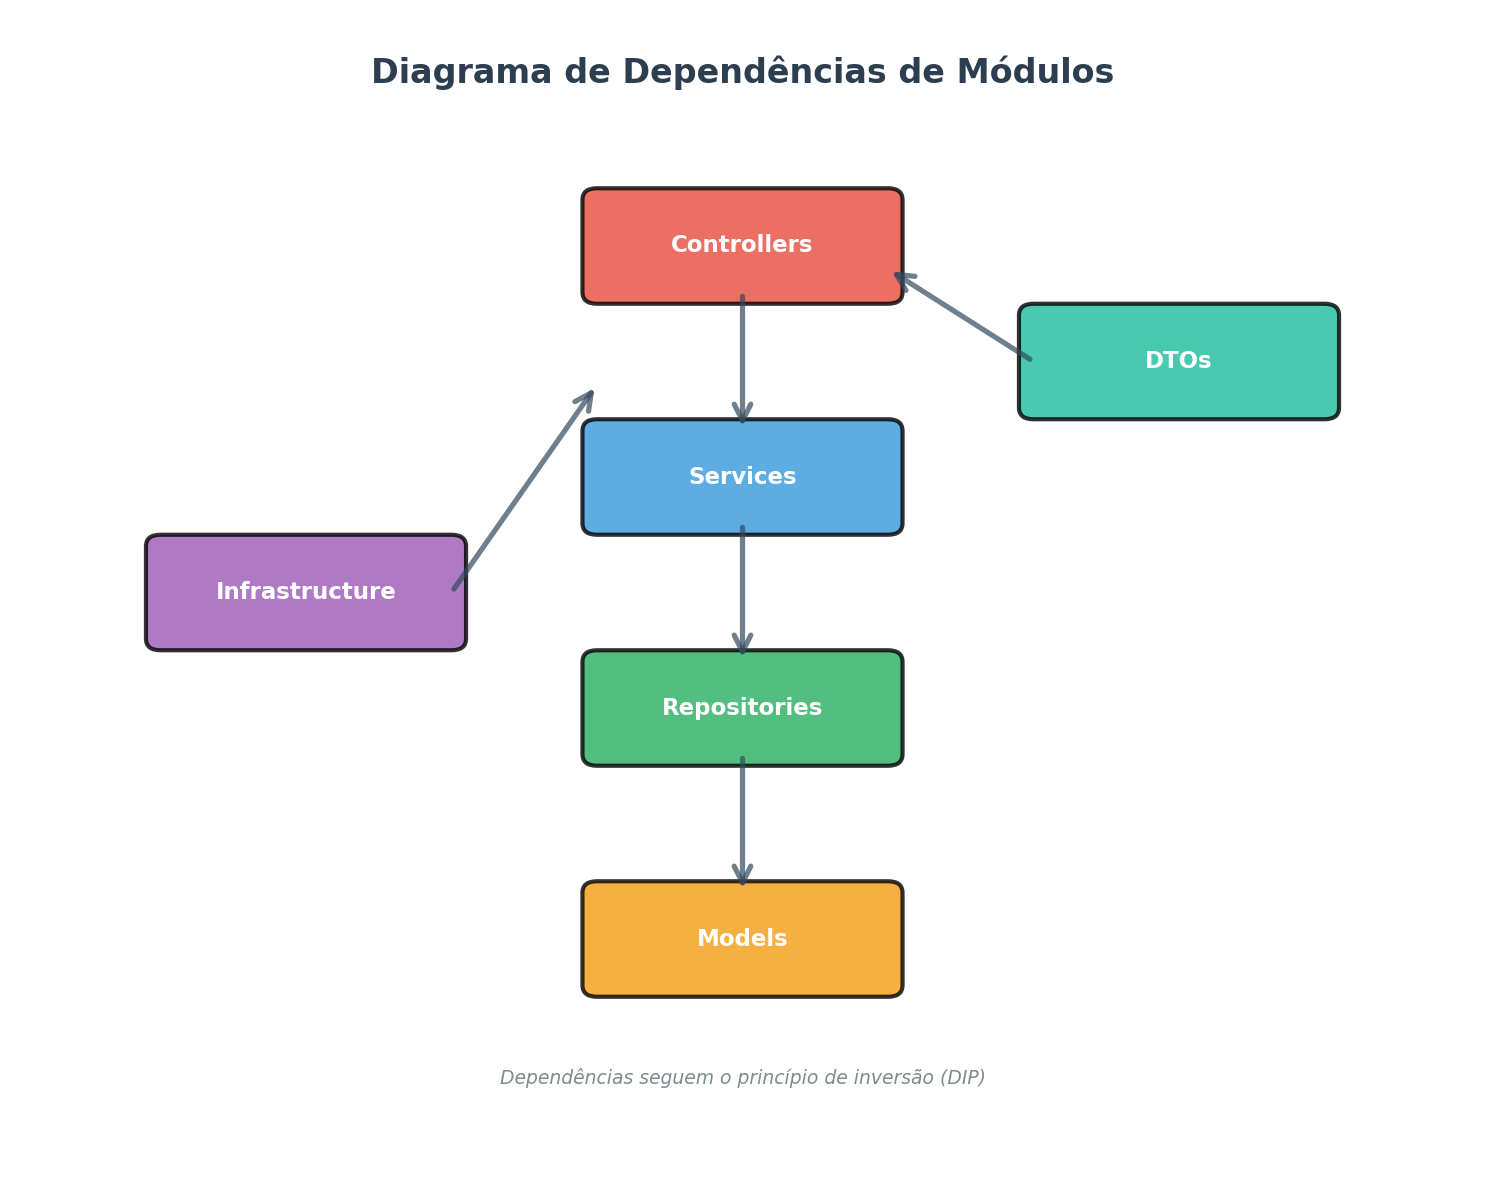 Diagrama de Dependências de Módulos
Controllers
DTOs
Services
Infrastructure
Repositories
Models
Dependências seguem o princípio de inversão (DIP)